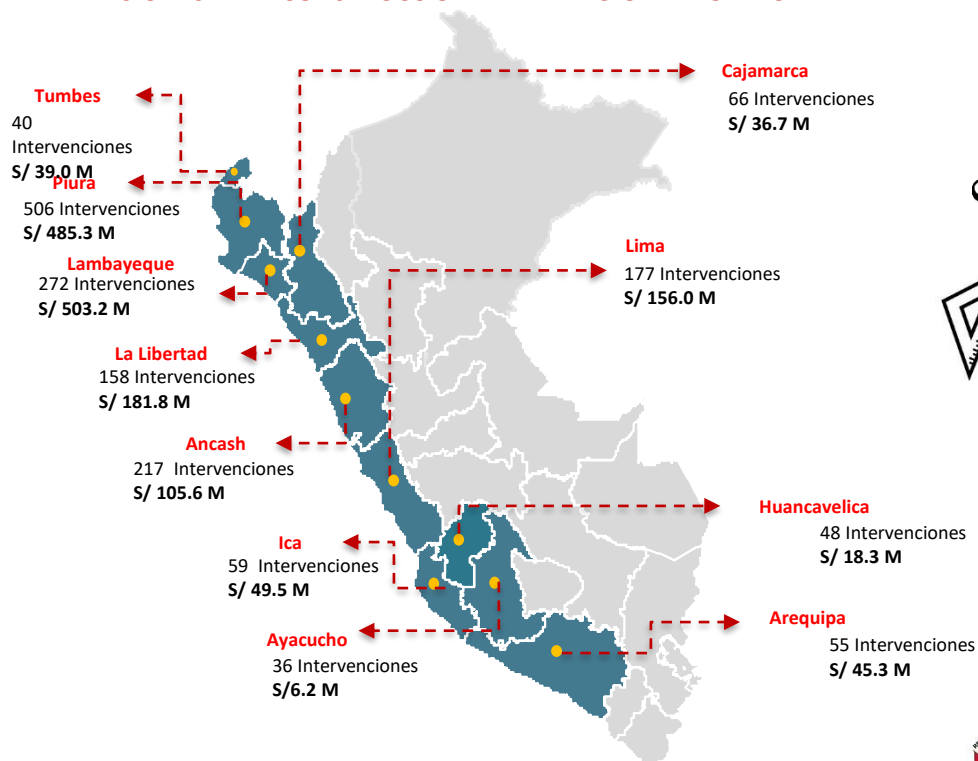 Tumbes
40
Intervenciones
S/ 39.0 M
Piura
506 Intervenciones
S/ 485.3 M
Lambayeque
272 Intervenciones
S/ 503.2 M
La Libertad
158 Intervenciones
S/ 181.8 M
Ancash
217 Intervenciones
S/ 105.6 M
Ica
59 Intervenciones
S/ 49.5 M
Ayacucho
36 Intervenciones
S/6.2 M
Cajamarca
66 Intervenciones
S/ 36.7 M
Lima
177 Intervenciones
S/ 156.0 M
Huancavelica
48 Intervenciones
S/ 18.3 M
Arequipa
55 Intervenciones
S/ 45.3 M